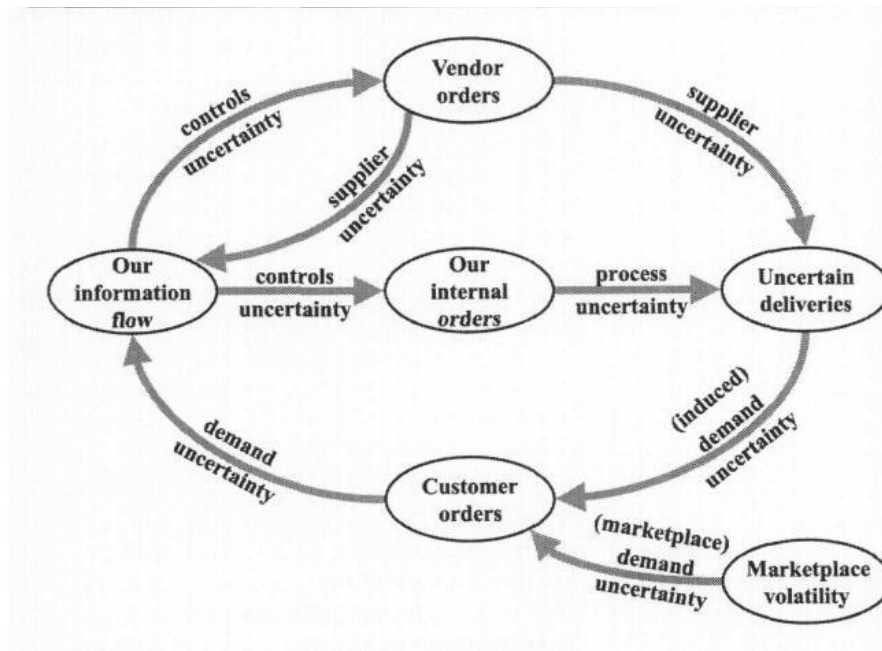 Vendor
orders
controls
uncertainty
supplier
uncertainty
supplier
uncertainty
Our
information
flow
controls
uncertainty
Our
internal
orders
process
uncertainty
Uncertain
deliveries
(induced)
demand
uncertainty
demand
uncertainty
Customer
orders
(marketplace)
demand
uncertainty
Marketplace
volatility